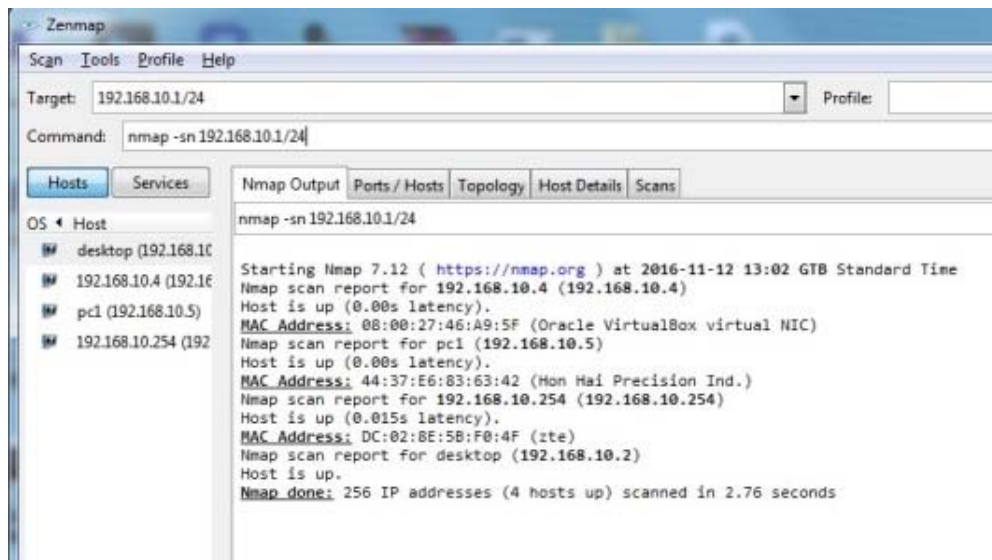 Zenmap
Scan Tools Profile Help
Target: 192.168.10.1/24 Profile:
Command: nmap -sn 192.168.10.1/24
Hosts Services
Nmap Output Ports / Hosts Topology Host Details Scans
OS Host
desktop (192.168.10
192.168.10.4 (192.16
pc1 (192.168.10.5)
192.168.10.254 (192
nmap -sn 192.168.10.1/24
Starting Nmap 7.12 ( https://nmap.org ) at 2016-11-12 13:02 GTB Standard Time
Nmap scan report for 192.168.10.4 (192.168.10.4)
Host is up (0.00s latency).
MAC Address: 08:00:27:46:A9:5F (Oracle VirtualBox virtual NIC)
Nmap scan report for pc1 (192.168.10.5)
Host is up (0.00s latency).
MAC Address: 44:37:E6:83:63:42 (Hon Hai Precision Ind.)
Nmap scan report for 192.168.10.254 (192.168.10.254)
Host is up (0.015s latency).
MAC Address: DC:02:8E:5B:F0:4F (zte)
Nmap scan report for desktop (192.168.10.2)
Host is up.
Nmap done: 256 IP addresses (4 hosts up) scanned in 2.76 seconds